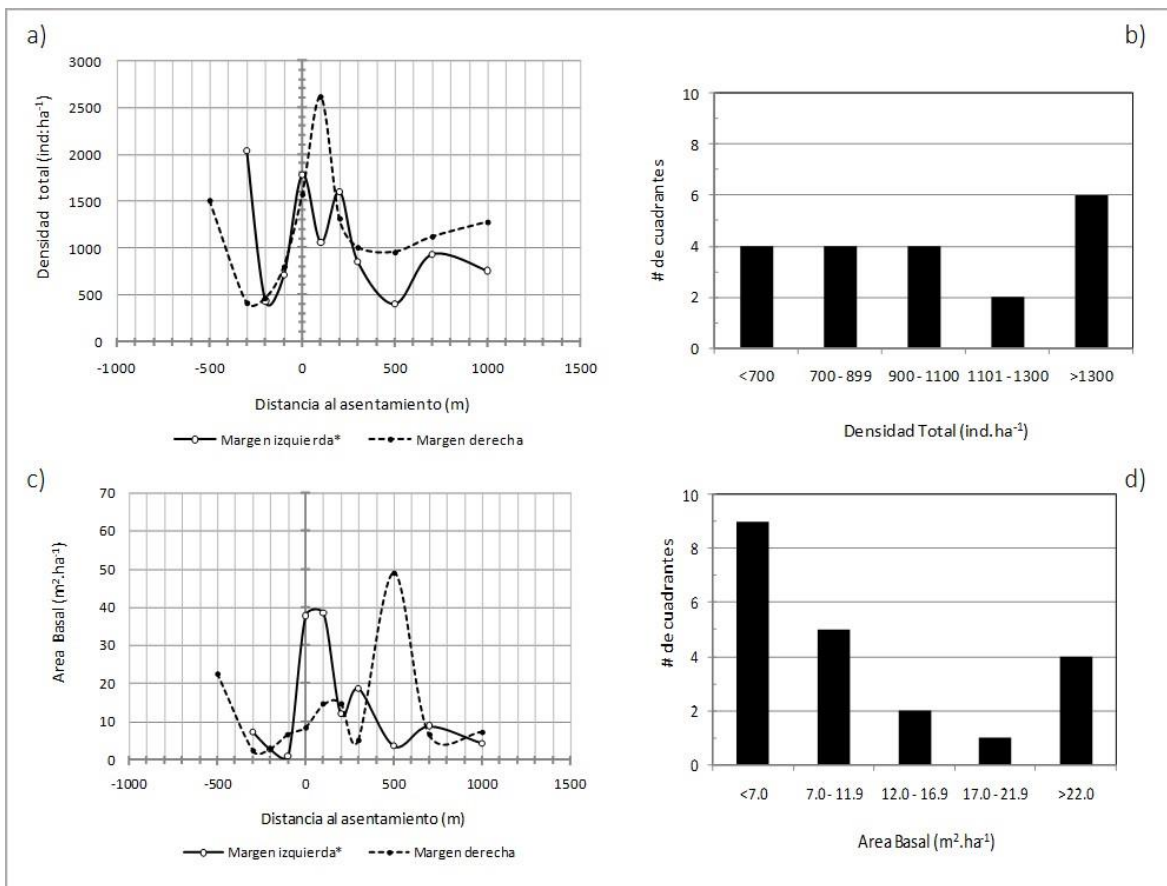 a)
Densidad total (ind:ha⁻¹)
3000
2500
2000
1500
1000
500
0
-1000 -500 0 500 1000 1500
Distancia al asentamiento (m)
Margen izquierda* Margen derecha
b)
# de cuadrantes
10
8
6
4
2
0
<700 700 - 899 900 - 1100 1101 - 1300 >1300
Densidad Total (ind.ha⁻¹)
c)
Area Basal (m².ha⁻¹)
70
60
50
40
30
20
10
0
-1000 -500 0 500 1000 1500
Distancia al asentamiento (m)
Margen izquierda* Margen derecha
d)
# de cuadrantes
10
8
6
4
2
0
<7.0 7.0 - 11.9 12.0 - 16.9 17.0 - 21.9 >22.0
Area Basal (m².ha⁻¹)